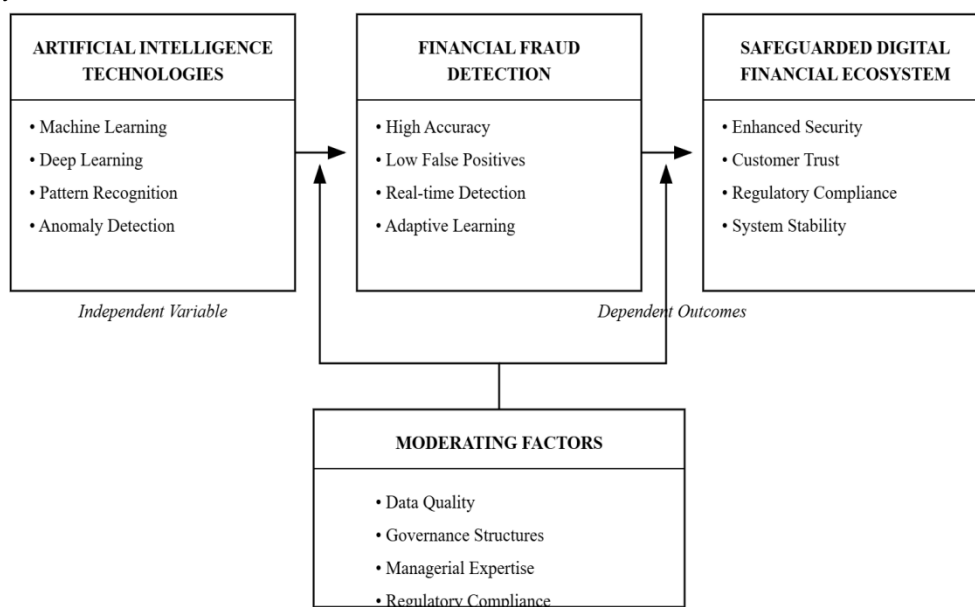 ARTIFICIAL INTELLIGENCE
TECHNOLOGIES
• Machine Learning
• Deep Learning
• Pattern Recognition
• Anomaly Detection
FINANCIAL FRAUD
DETECTION
• High Accuracy
• Low False Positives
• Real-time Detection
• Adaptive Learning
SAFEGUARDED DIGITAL
FINANCIAL ECOSYSTEM
• Enhanced Security
• Customer Trust
• Regulatory Compliance
• System Stability
Independent Variable
Dependent Outcomes
MODERATING FACTORS
• Data Quality
• Governance Structures
• Managerial Expertise
• Regulatory Compliance